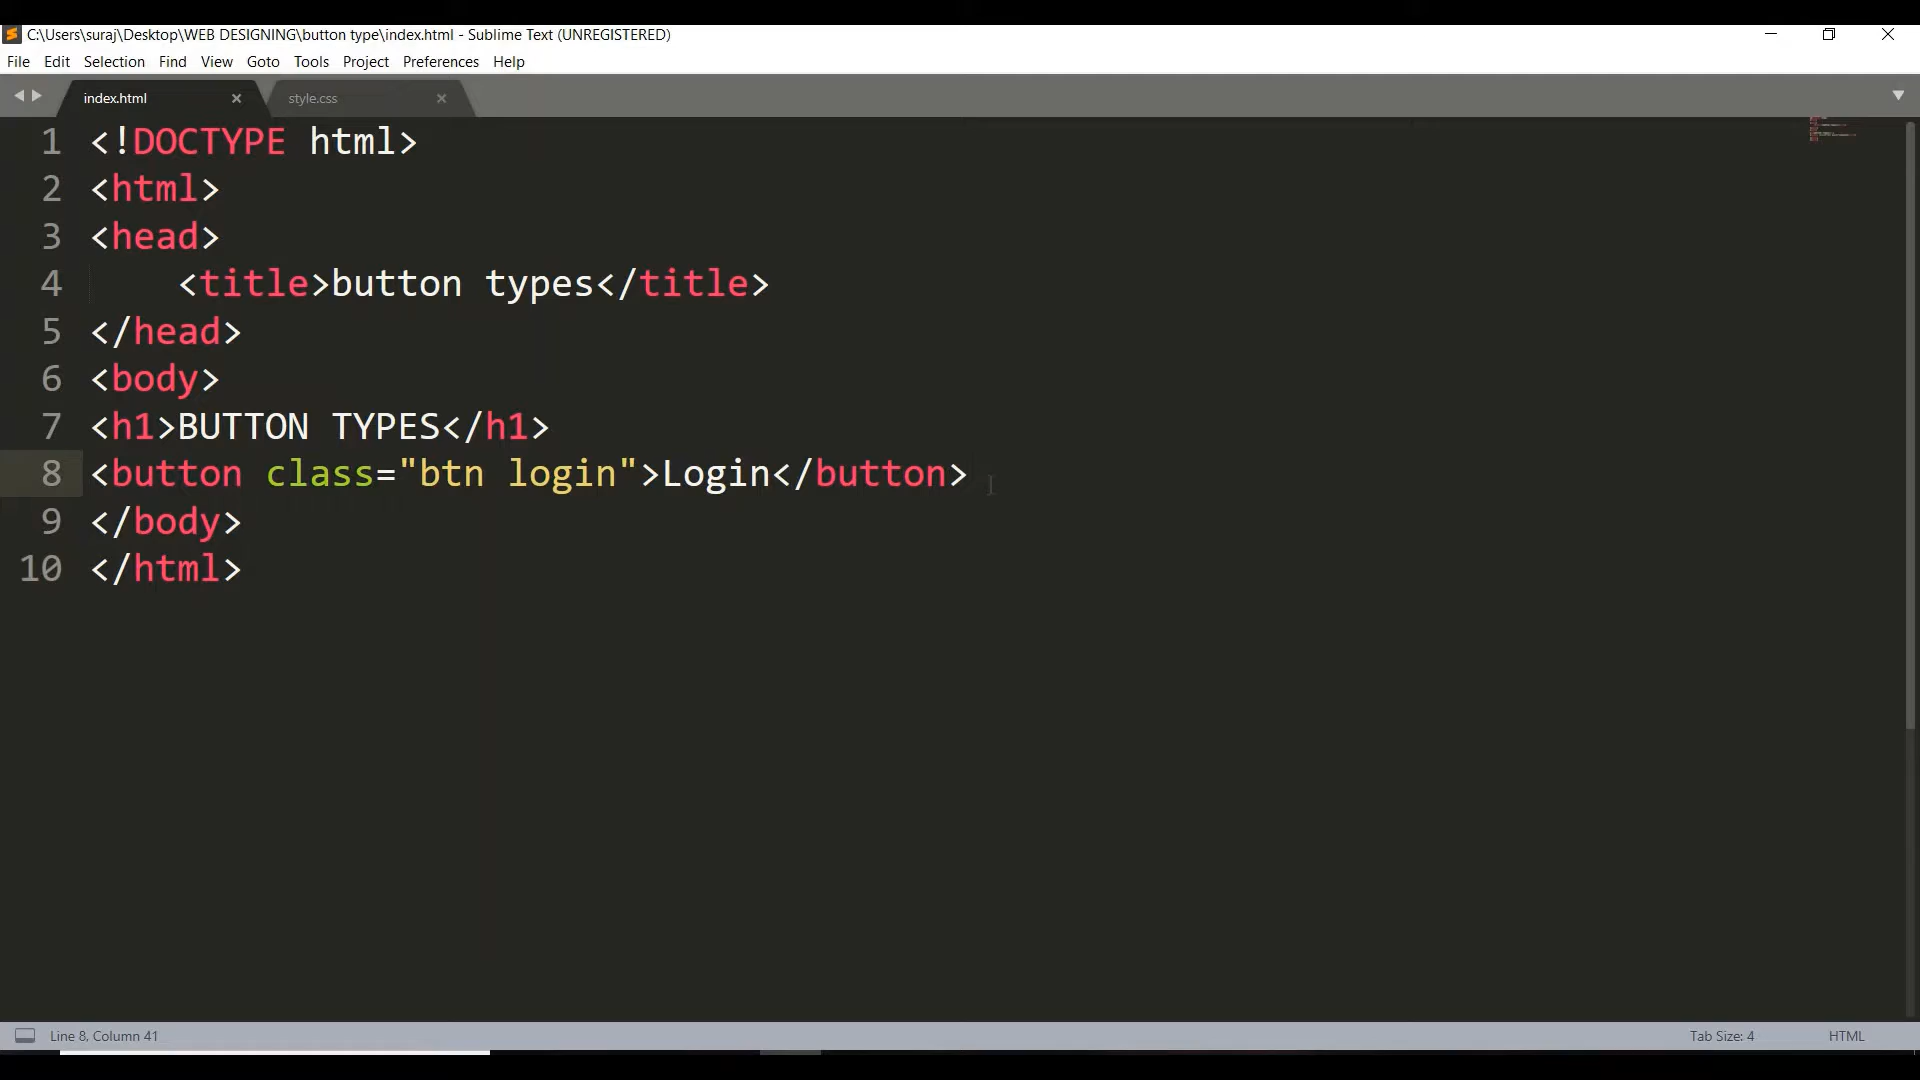 C:\Users\suraj\Desktop\WEB DESIGNING\button type\index.html - Sublime Text (UNREGISTERED)
File Edit Selection Find View Goto Tools Project Preferences Help
index.html style.css
1 <!DOCTYPE html>
2 <html>
3 <head>
4     <title>button types</title>
5 </head>
6 <body>
7 <h1>BUTTON TYPES</h1>
8 <button class="btn login">Login</button>
9 </body>
10 </html>
Line 8, Column 41 Tab Size: 4 HTML